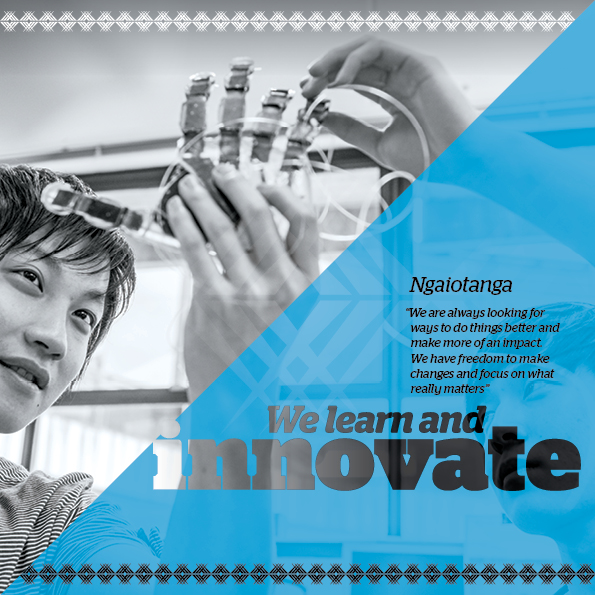 Ngaiotanga
"We are always looking for
ways to do things better and
make more of an impact.
We have freedom to make
changes and focus on what
really matters"
We learn and
innovate